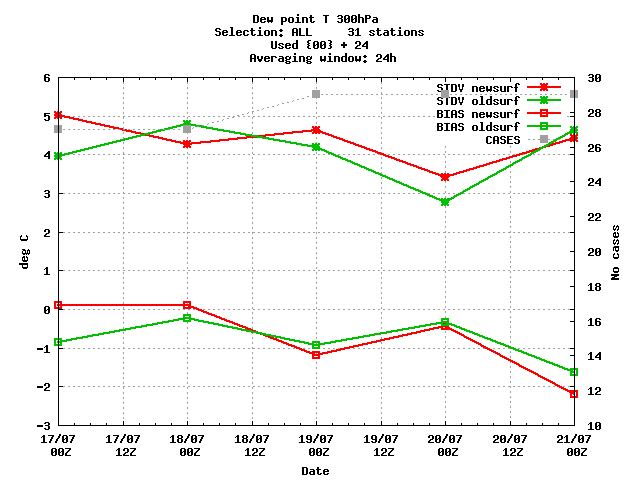 Dew point T 300hPa
Selection: ALL 31 stations
Used {00} + 24
Averaging window: 24h
STDV newsurf
STDV oldsurf
BIAS newsurf
BIAS oldsurf
CASES
6
5
4
3
2
1
0
-1
-2
-3
deg C
30
28
26
24
22
20
18
16
14
12
10
No cases
17/07 17/07 18/07 18/07 19/07 19/07 20/07 20/07 21/07
00Z 12Z 00Z 12Z 00Z 12Z 00Z 12Z 00Z
Date